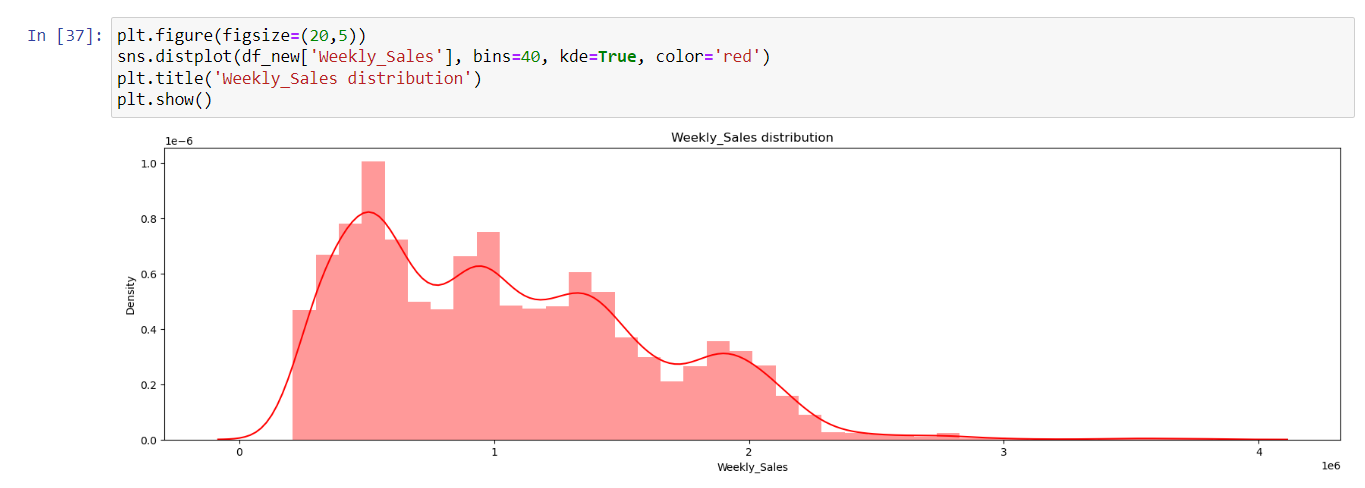 In [37]: plt.figure(figsize=(20,5))
sns.distplot(df_new['Weekly_Sales'], bins=40, kde=True, color='red')
plt.title('Weekly_Sales distribution')
plt.show()
Weekly_Sales distribution
1e−6
1.0
0.8
0.6
0.4
0.2
0.0
Density
0 1 2 3 4
Weekly_Sales
1e6